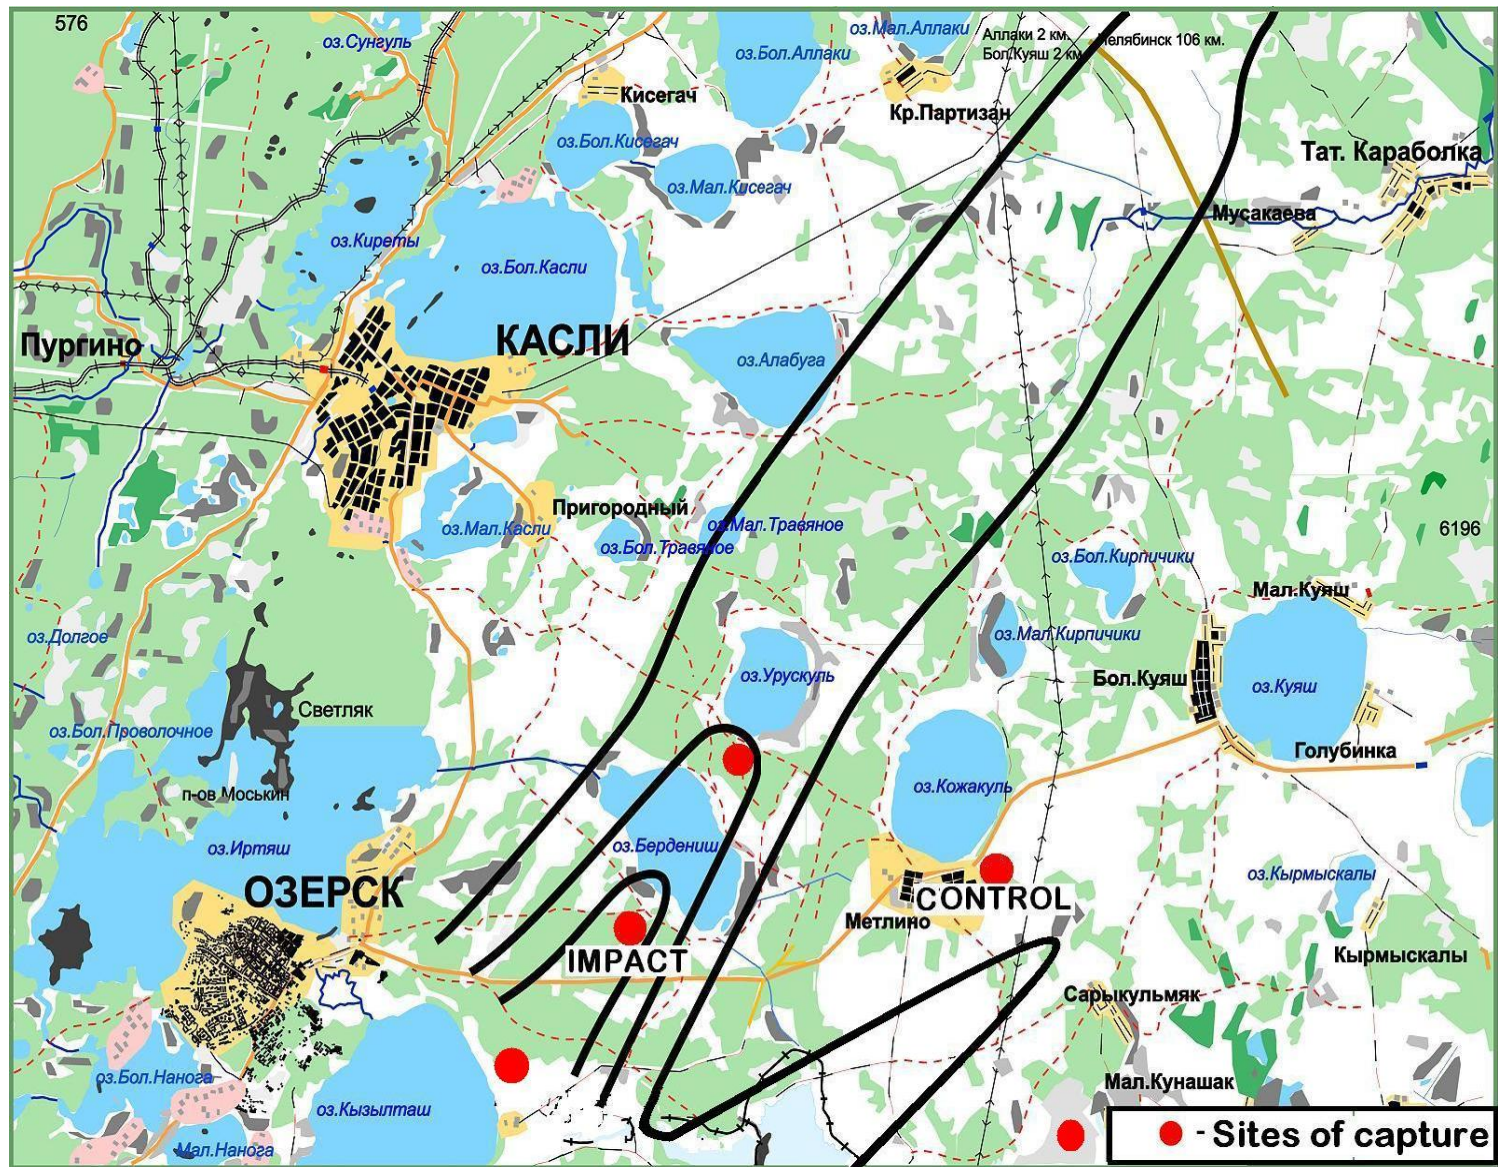 576
оз.Сунгуль
оз.Мал.Аллаки
Аллаки 2 км.
Челябинск 106 км.
оз.Бол.Аллаки
Бол.Куяш 2 км
Кисегач
Кр.Партизан
оз.Бол.Кисегач
Тат. Караболка
оз.Мал.Кисегач
Мусакаева
оз.Киреты
оз.Бол.Касли
Пургино
КАСЛИ
оз.Алабуга
Пригородный
оз.Мал.Касли
оз.Мал.Травяное
оз.Бол.Травяное
6196
оз.Бол.Кирпичики
Мал.Куяш
оз.Долгое
оз.Мал.Кирпичики
оз.Урускуль
Бол.Куяш
оз.Куяш
Светляк
оз.Бол.Проволочное
Голубинка
п-ов Моськин
оз.Кожакуль
оз.Иртяш
оз.Бердениш
оз.Кырмыскалы
ОЗЕРСК
CONTROL
Метлино
IMPACT
Кырмыскалы
Сарыкульмяк
оз.Бол.Нанога
Мал.Кунашак
оз.Кызылташ
Мал.Нанога
- Sites of capture